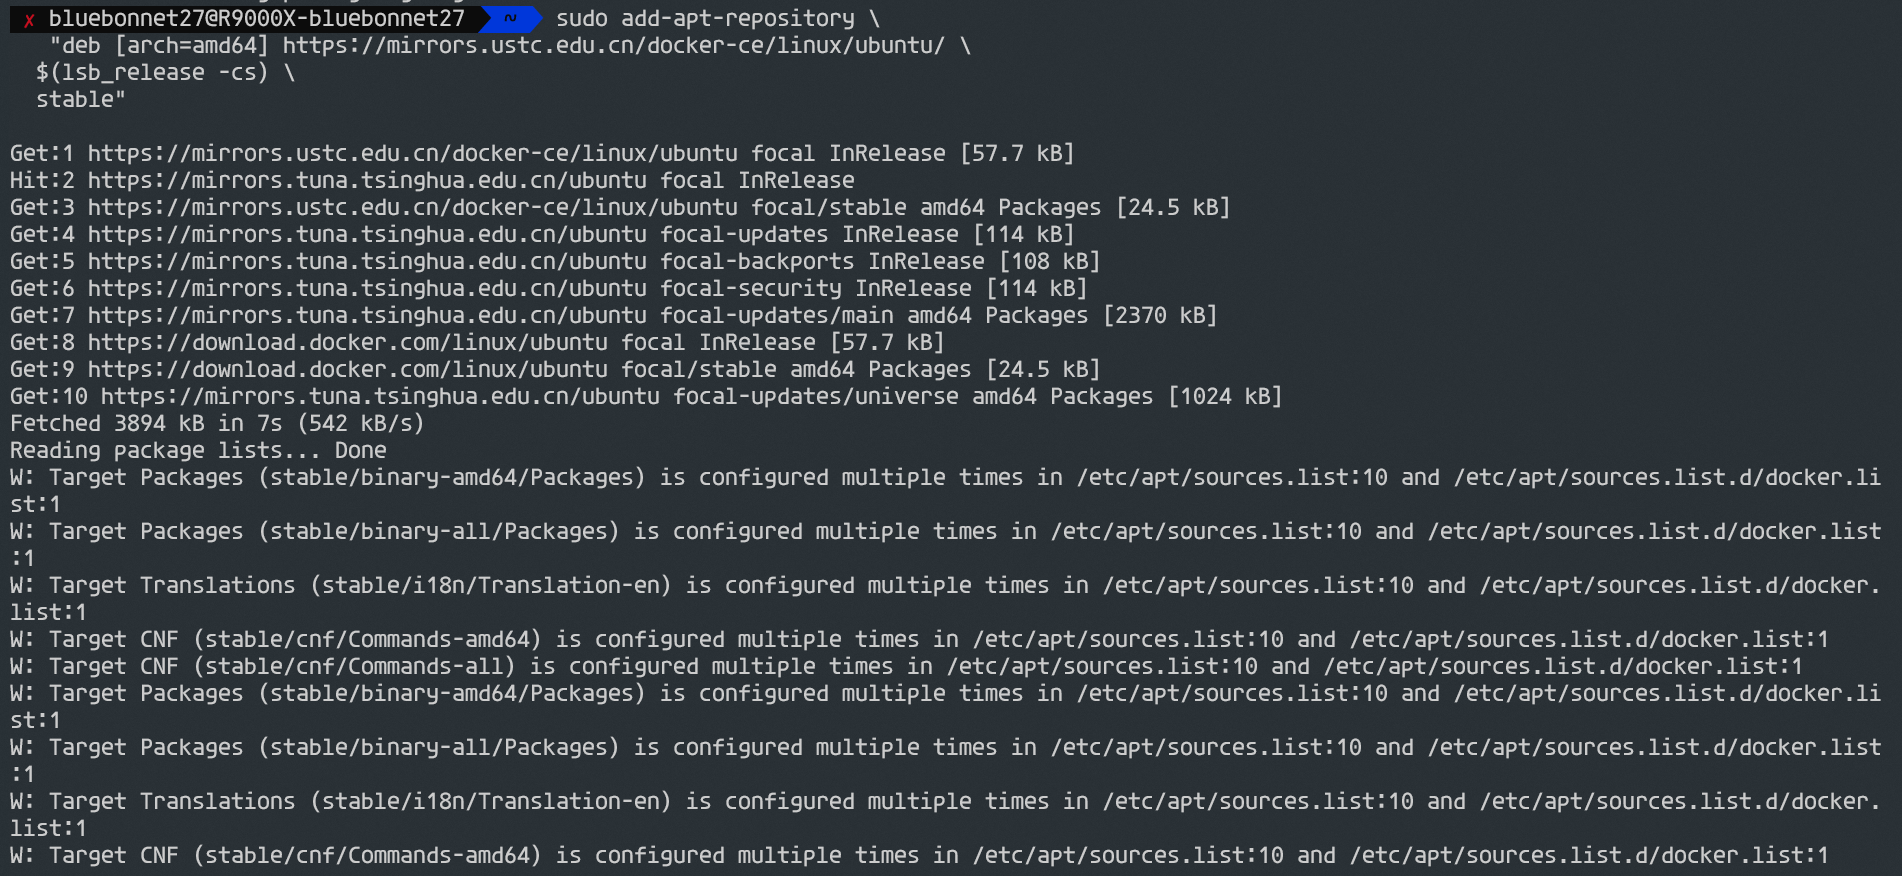 ✗ bluebonnet27@R9000X-bluebonnet27 ~ sudo add-apt-repository \
"deb [arch=amd64] https://mirrors.ustc.edu.cn/docker-ce/linux/ubuntu/ \
$(lsb_release -cs) \
stable"
Get:1 https://mirrors.ustc.edu.cn/docker-ce/linux/ubuntu focal InRelease [57.7 kB]
Hit:2 https://mirrors.tuna.tsinghua.edu.cn/ubuntu focal InRelease
Get:3 https://mirrors.ustc.edu.cn/docker-ce/linux/ubuntu focal/stable amd64 Packages [24.5 kB]
Get:4 https://mirrors.tuna.tsinghua.edu.cn/ubuntu focal-updates InRelease [114 kB]
Get:5 https://mirrors.tuna.tsinghua.edu.cn/ubuntu focal-backports InRelease [108 kB]
Get:6 https://mirrors.tuna.tsinghua.edu.cn/ubuntu focal-security InRelease [114 kB]
Get:7 https://mirrors.tuna.tsinghua.edu.cn/ubuntu focal-updates/main amd64 Packages [2370 kB]
Get:8 https://download.docker.com/linux/ubuntu focal InRelease [57.7 kB]
Get:9 https://download.docker.com/linux/ubuntu focal/stable amd64 Packages [24.5 kB]
Get:10 https://mirrors.tuna.tsinghua.edu.cn/ubuntu focal-updates/universe amd64 Packages [1024 kB]
Fetched 3894 kB in 7s (542 kB/s)
Reading package lists... Done
W: Target Packages (stable/binary-amd64/Packages) is configured multiple times in /etc/apt/sources.list:10 and /etc/apt/sources.list.d/docker.li
st:1
W: Target Packages (stable/binary-all/Packages) is configured multiple times in /etc/apt/sources.list:10 and /etc/apt/sources.list.d/docker.list
:1
W: Target Translations (stable/i18n/Translation-en) is configured multiple times in /etc/apt/sources.list:10 and /etc/apt/sources.list.d/docker.
list:1
W: Target CNF (stable/cnf/Commands-amd64) is configured multiple times in /etc/apt/sources.list:10 and /etc/apt/sources.list.d/docker.list:1
W: Target CNF (stable/cnf/Commands-all) is configured multiple times in /etc/apt/sources.list:10 and /etc/apt/sources.list.d/docker.list:1
W: Target Packages (stable/binary-amd64/Packages) is configured multiple times in /etc/apt/sources.list:10 and /etc/apt/sources.list.d/docker.li
st:1
W: Target Packages (stable/binary-all/Packages) is configured multiple times in /etc/apt/sources.list:10 and /etc/apt/sources.list.d/docker.list
:1
W: Target Translations (stable/i18n/Translation-en) is configured multiple times in /etc/apt/sources.list:10 and /etc/apt/sources.list.d/docker.
list:1
W: Target CNF (stable/cnf/Commands-amd64) is configured multiple times in /etc/apt/sources.list:10 and /etc/apt/sources.list.d/docker.list:1